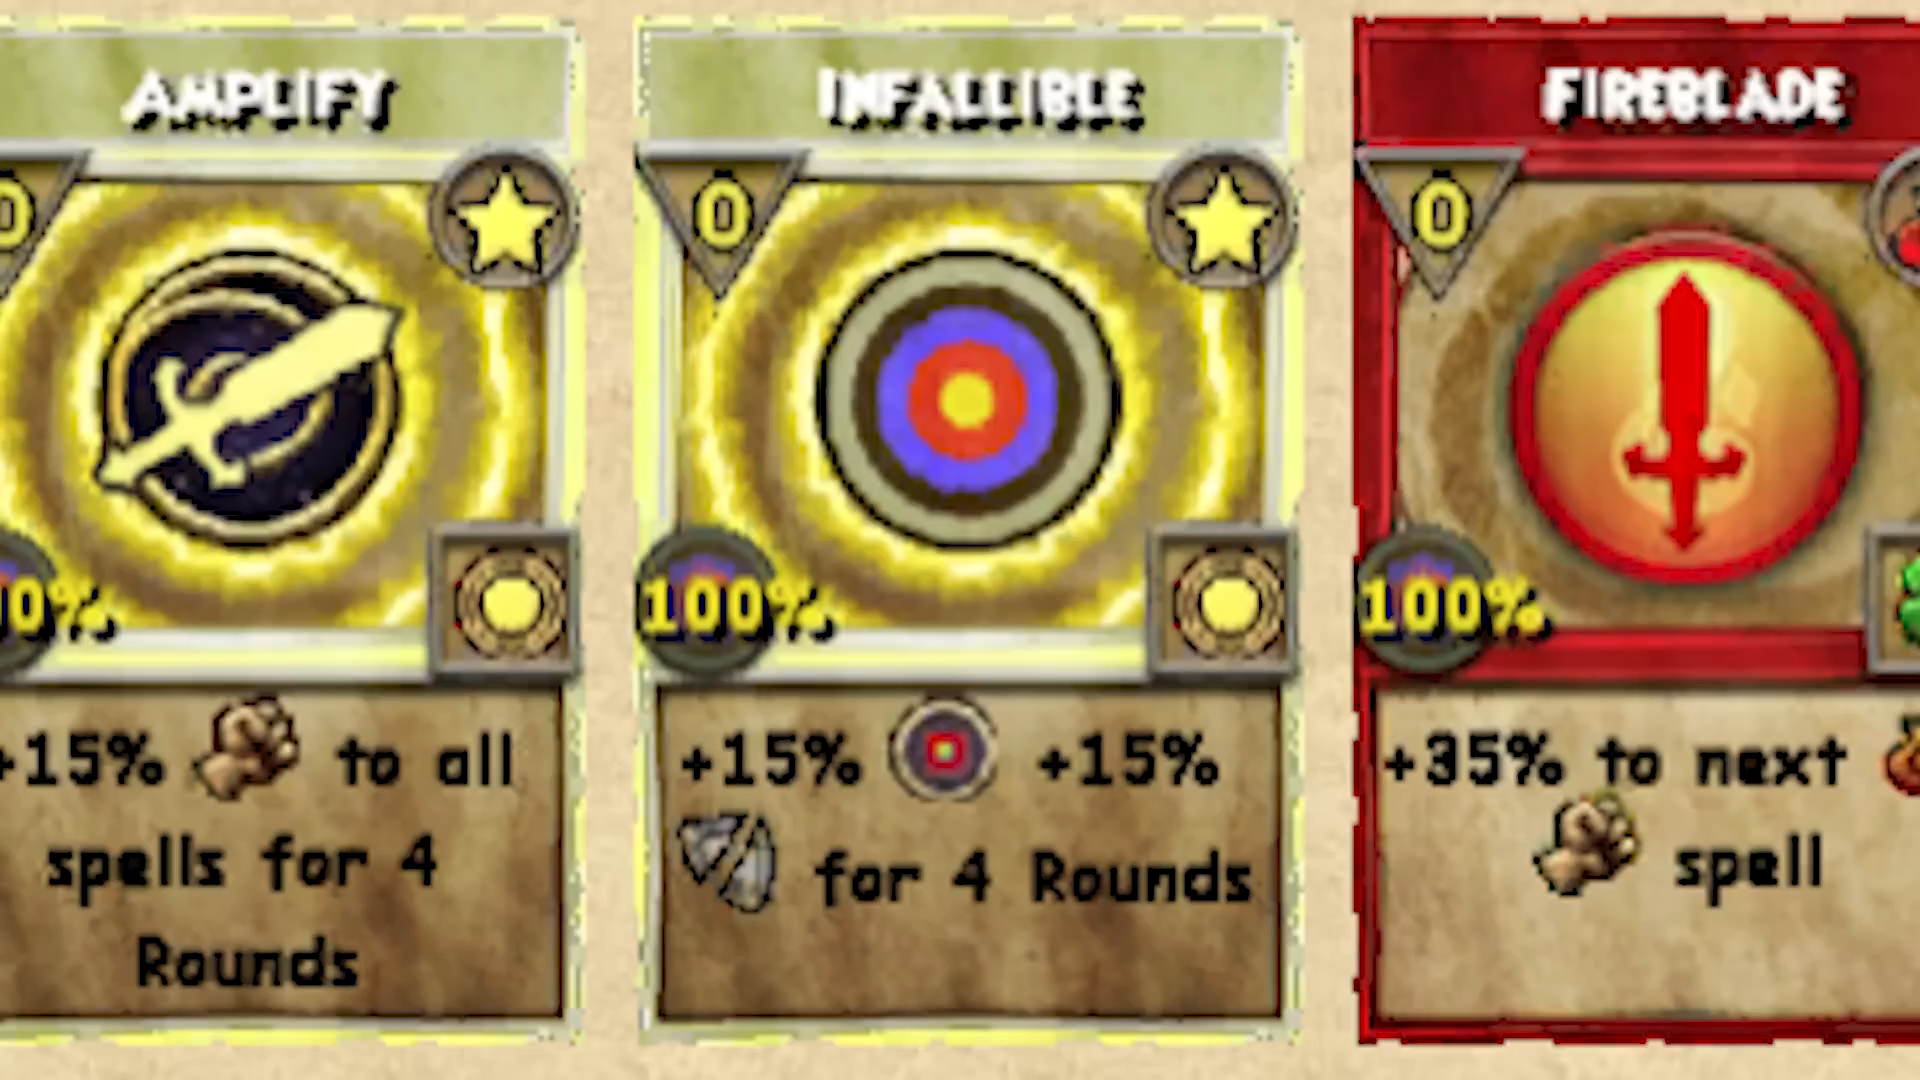 AMPLIFY
0
0%
+15% to all
spells for 4
Rounds
INFALLIBLE
0
100%
+15% +15%
for 4 Rounds
FIREBLADE
0
100%
+35% to next
spell